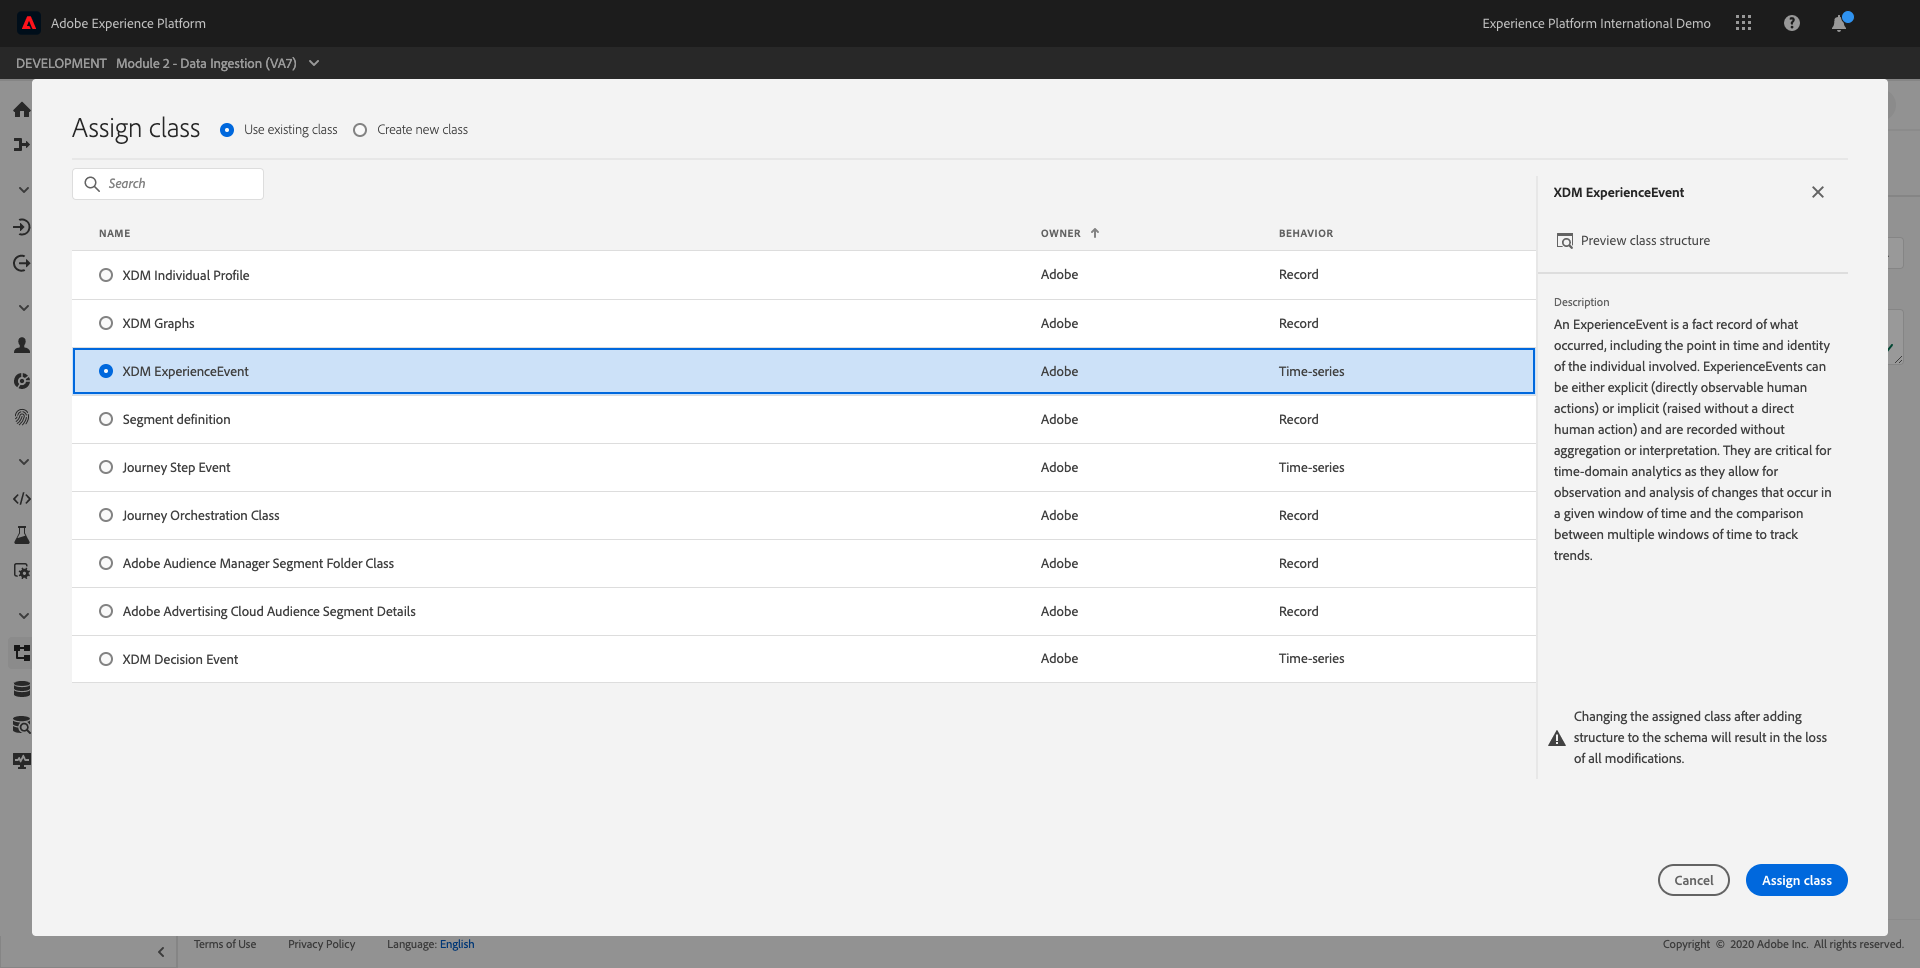 Adobe Experience Platform
Experience Platform International Demo
DEVELOPMENT Module 2 - Data Ingestion (VA7)
Assign class
Use existing class
Create new class
Search
NAME OWNER BEHAVIOR
XDM Individual Profile Adobe Record
XDM Graphs Adobe Record
XDM ExperienceEvent Adobe Time-series
Segment definition Adobe Record
Journey Step Event Adobe Time-series
Journey Orchestration Class Adobe Record
Adobe Audience Manager Segment Folder Class Adobe Record
Adobe Advertising Cloud Audience Segment Details Adobe Record
XDM Decision Event Adobe Time-series
XDM ExperienceEvent
Preview class structure
Description
An ExperienceEvent is a fact record of what
occurred, including the point in time and identity
of the individual involved. ExperienceEvents can
be either explicit (directly observable human
actions) or implicit (raised without a direct
human action) and are recorded without
aggregation or interpretation. They are critical for
time-domain analytics as they allow for
observation and analysis of changes that occur in
a given window of time and the comparison
between multiple windows of time to track
trends.
Changing the assigned class after adding
structure to the schema will result in the loss
of all modifications.
Cancel
Assign class
Terms of Use Privacy Policy Language: English
Copyright © 2020 Adobe Inc. All rights reserved.